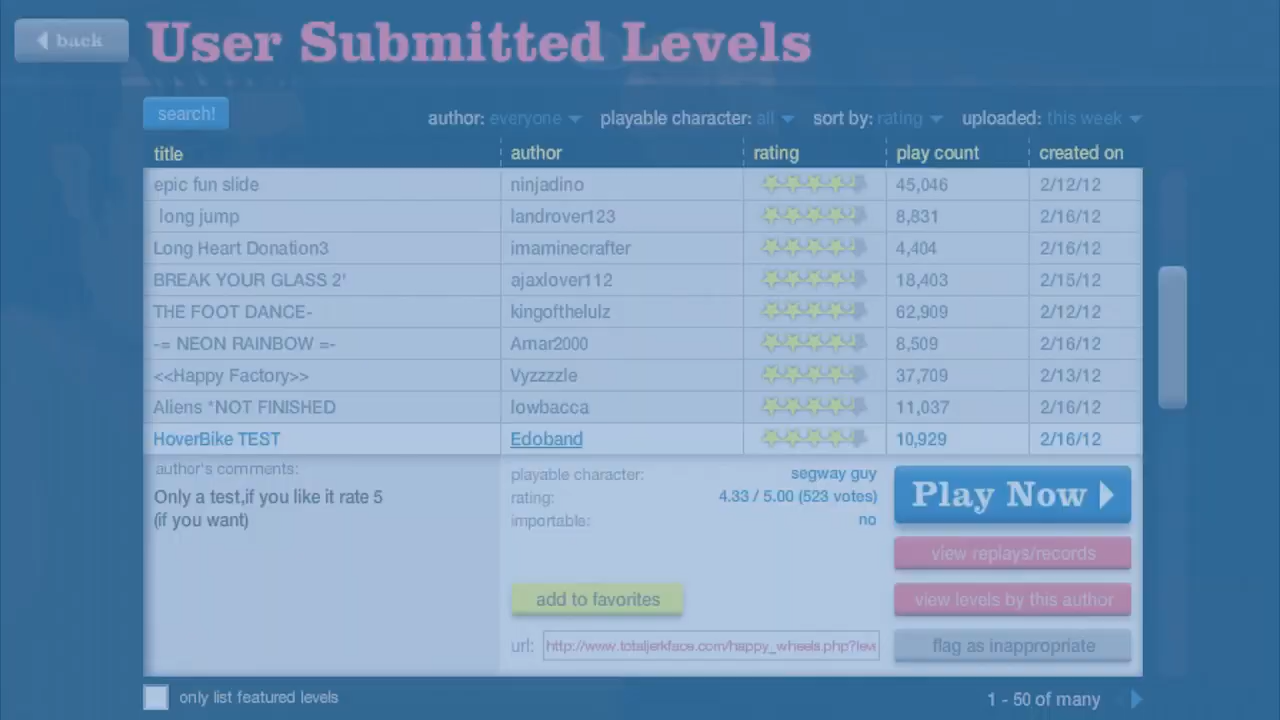 back
User Submitted Levels
search!
author: everyone playable character: all sort by: rating uploaded: this week
title author rating play count created on
epic fun slide ninjadino 45,046 2/12/12
long jump landrover123 8,831 2/16/12
Long Heart Donation3 imaminecrafter 4,404 2/16/12
BREAK YOUR GLASS 2' ajaxlover112 18,403 2/15/12
THE FOOT DANCE- kingofthelulz 62,909 2/12/12
-= NEON RAINBOW =- Amar2000 8,509 2/16/12
<<Happy Factory>> Vyzzzzle 37,709 2/13/12
Aliens *NOT FINISHED lowbacca 11,037 2/16/12
HoverBike TEST Edoband 10,929 2/16/12
author's comments:
Only a test,if you like it rate 5
(if you want)
playable character: segway guy
rating: 4.33 / 5.00 (523 votes)
importable: no
Play Now
view replays/records
add to favorites
view levels by this author
url: http://www.totaljerkface.com/happy_wheels.php?lev
flag as inappropriate
only list featured levels
1 - 50 of many